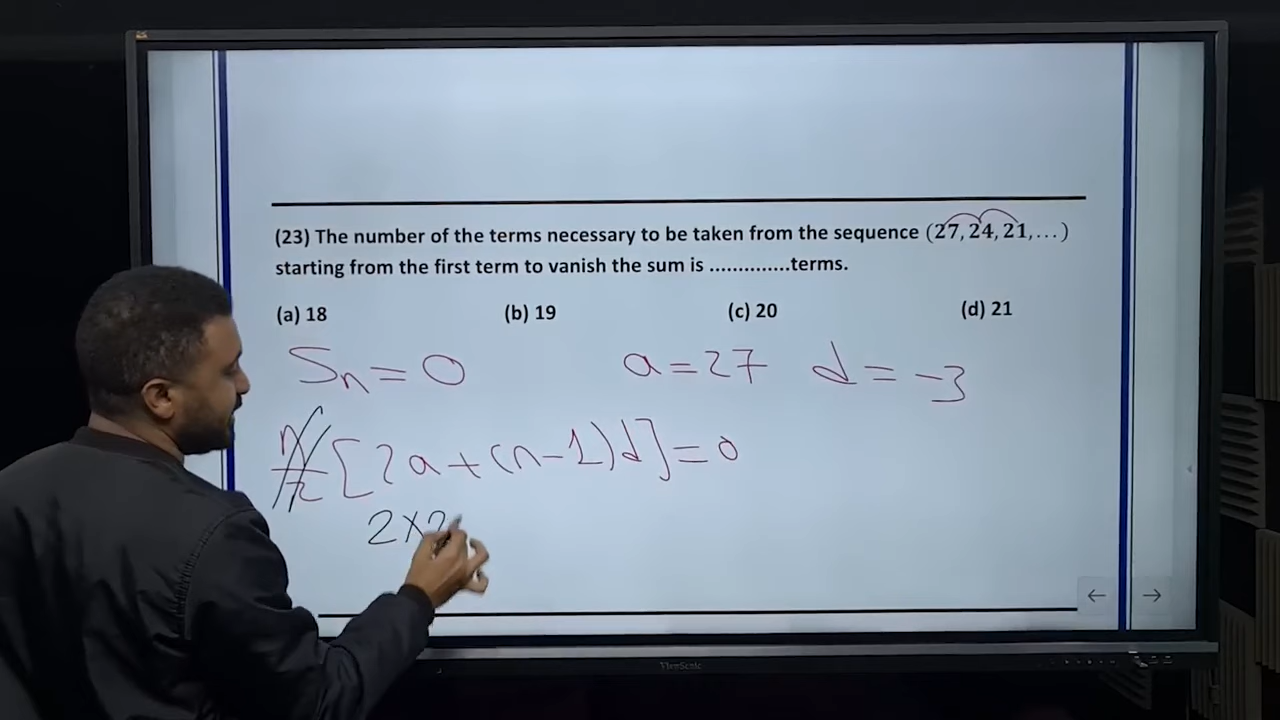 (23) The number of the terms necessary to be taken from the sequence (27, 24, 21, ...)
starting from the first term to vanish the sum is ..............terms.
(a) 18 (b) 19 (c) 20 (d) 21
Sn = 0 a = 27 d = -3
n/2 [2a + (n-1)d] = 0
2×2
← →
ViewSonic